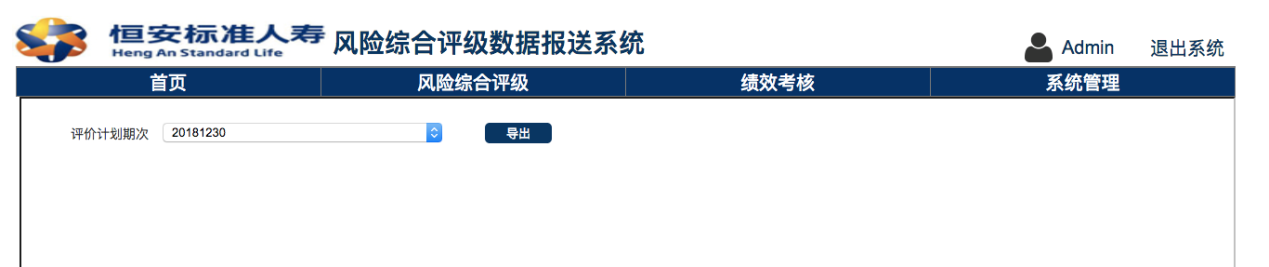 恒安标准人寿 风险综合评级数据报送系统
Heng An Standard Life
Admin 退出系统
首页 风险综合评级 绩效考核 系统管理
评价计划期次 20181230 导出